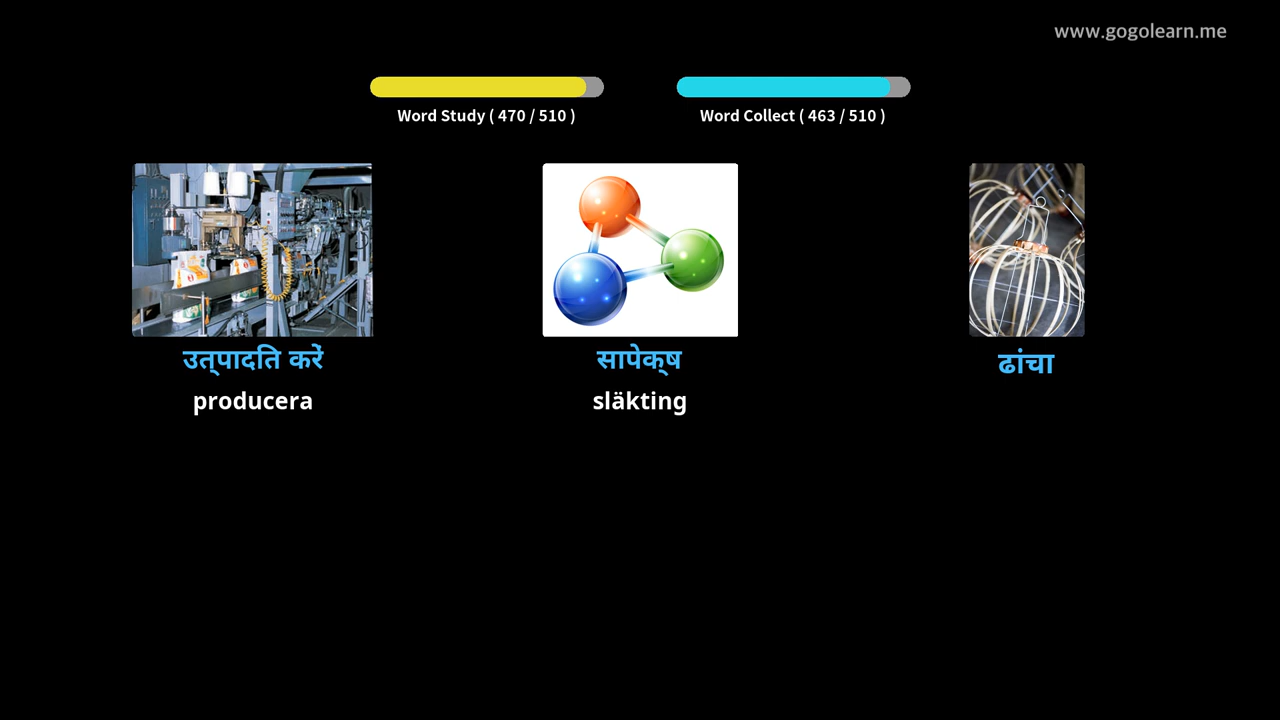 www.gogolearn.me
Word Study ( 470 / 510 )
Word Collect ( 463 / 510 )
उत्पादति करें
सापेक्ष
ढांचा
producera
släkting